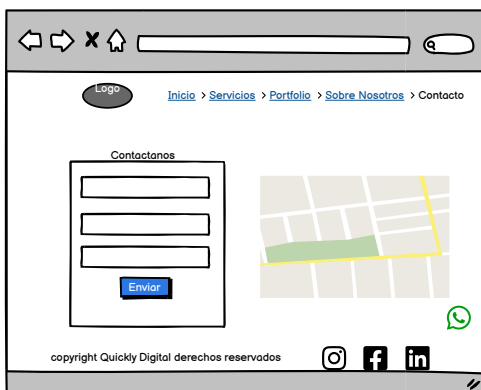 Logo
Inicio > Servicios > Portfolio > Sobre Nosotros > Contacto
Contactanos
Enviar
copyright Quickly Digital derechos reservados